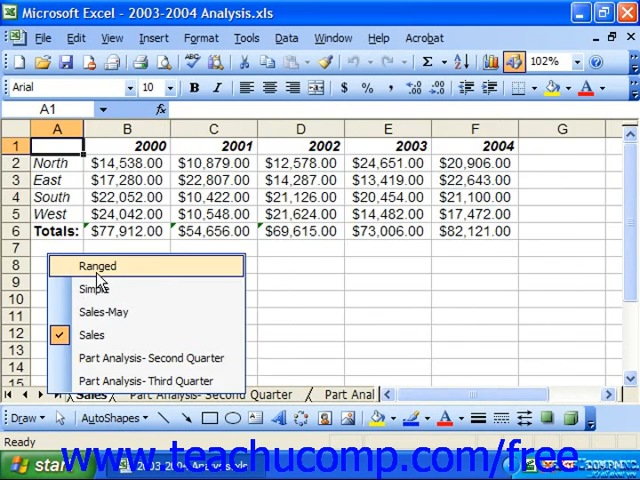 Microsoft Excel - 2003-2004 Analysis.xls
File Edit View Insert Format Tools Data Window Help Acrobat
102%
Arial 10 B I U $ % ,
A1 fx
A B C D E F G
1 2000 2001 2002 2003 2004
2 North $14,538.00 $10,879.00 $12,578.00 $24,651.00 $20,906.00
3 East $17,280.00 $22,807.00 $14,287.00 $13,419.00 $22,643.00
4 South $22,052.00 $10,422.00 $21,126.00 $20,454.00 $21,100.00
5 West $24,042.00 $10,548.00 $21,624.00 $14,482.00 $17,472.00
6 Totals: $77,912.00 $54,656.00 $69,615.00 $73,006.00 $82,121.00
7
8
9
10
11
12
13
14
15
Ranged
Simple
Sales-May
Sales
Part Analysis- Second Quarter
Part Analysis- Third Quarter
Sales Part Analysis- Second Quarter Part Anal
Draw AutoShapes
Ready
www.teachucomp.com/free
start 2003-2004 Analysis.xls